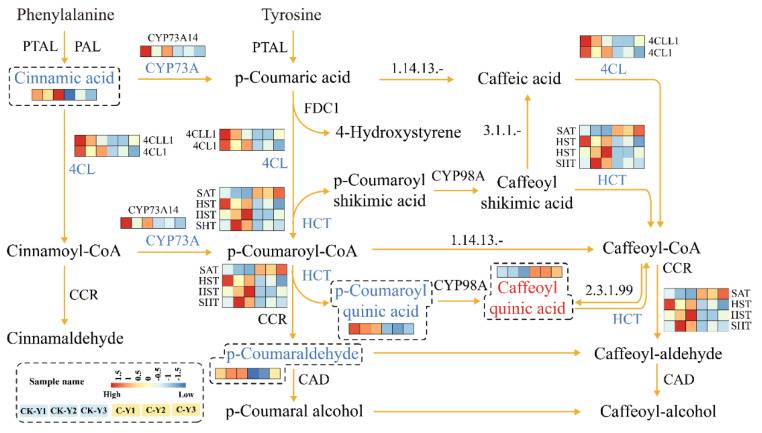 Phenylalanine
Tyrosine
PTAL
PAL
CYP73A14
PTAL
4CLL1
4CL1
Cinnamic acid
CYP73A
p-Coumaric acid
1.14.13.-
Caffeic acid
4CL
FDC1
4-Hydroxystyrene
3.1.1.-
4CLL1
4CL1
4CL
4CLL1
4CL1
4CL
SAT
HST
HST
SHT
HCT
p-Coumaroyl
shikimic acid
CYP98A
Caffeoyl
shikimic acid
CYP73A14
SAT
HST
IIST
SHT
HCT
Cinnamoyl-CoA
CYP73A
p-Coumaroyl-CoA
1.14.13.-
Caffeoyl-CoA
SAT
HST
IIST
SIIT
HCT
CCR
CCR
p-Coumaroyl
quinic acid
CYP98A
Caffeoyl
quinic acid
2.3.1.99
HCT
CCR
SAT
HST
IIST
SIIT
Cinnamaldehyde
p-Coumaraldehyde
Caffeoyl-aldehyde
Sample name
1.5
1
0.5
0
-0.5
-1
-1.5
High
Low
CK-Y1
CK-Y2
CK-Y3
C-Y1
C-Y2
C-Y3
CAD
CAD
p-Coumaral alcohol
Caffeoyl-alcohol